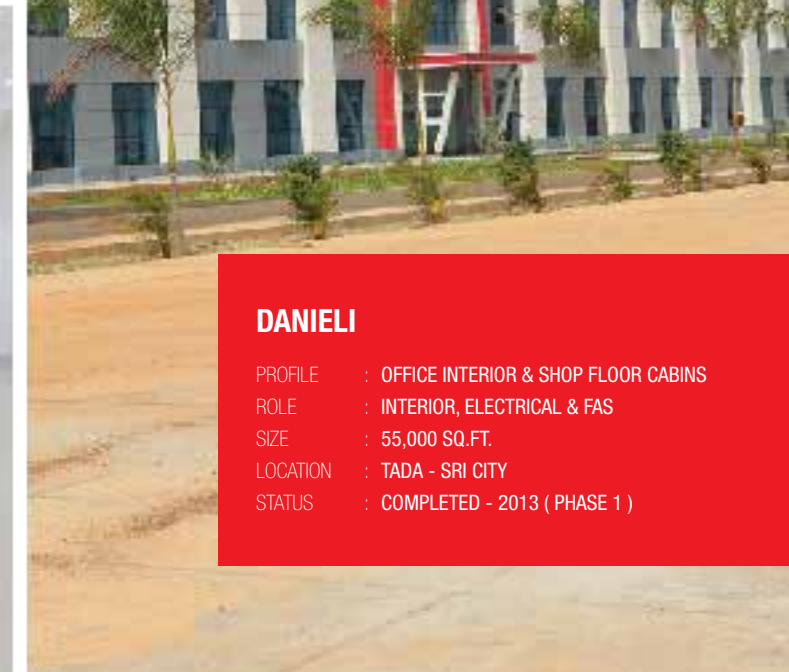 DANIELI
PROFILE : OFFICE INTERIOR & SHOP FLOOR CABINS
ROLE : INTERIOR, ELECTRICAL & FAS
SIZE : 55,000 SQ.FT.
LOCATION : TADA - SRI CITY
STATUS : COMPLETED - 2013 ( PHASE 1 )